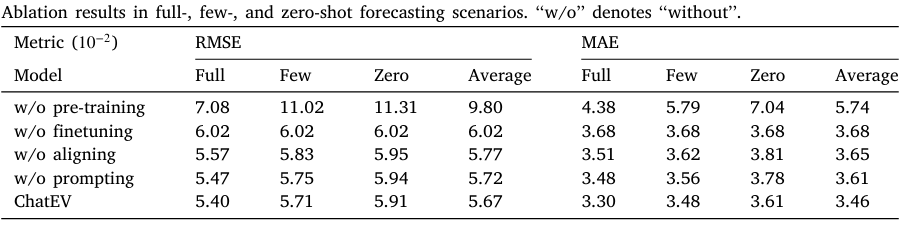 Ablation results in full-, few-, and zero-shot forecasting scenarios. “w/o” denotes “without”.
Metric (10⁻²) RMSE MAE
Model Full Few Zero Average Full Few Zero Average
w/o pre-training 7.08 11.02 11.31 9.80 4.38 5.79 7.04 5.74
w/o finetuning 6.02 6.02 6.02 6.02 3.68 3.68 3.68 3.68
w/o aligning 5.57 5.83 5.95 5.77 3.51 3.62 3.81 3.65
w/o prompting 5.47 5.75 5.94 5.72 3.48 3.56 3.78 3.61
ChatEV 5.40 5.71 5.91 5.67 3.30 3.48 3.61 3.46